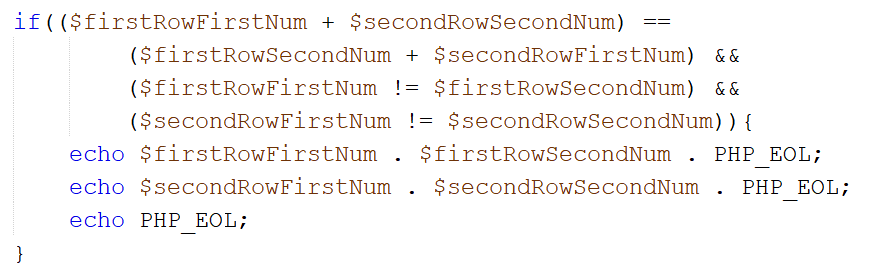 if(($firstRowFirstNum + $secondRowSecondNum) ==
($firstRowSecondNum + $secondRowFirstNum) &&
($firstRowFirstNum != $firstRowSecondNum) &&
($secondRowFirstNum != $secondRowSecondNum)){
echo $firstRowFirstNum . $firstRowSecondNum . PHP_EOL;
echo $secondRowFirstNum . $secondRowSecondNum . PHP_EOL;
echo PHP_EOL;
}